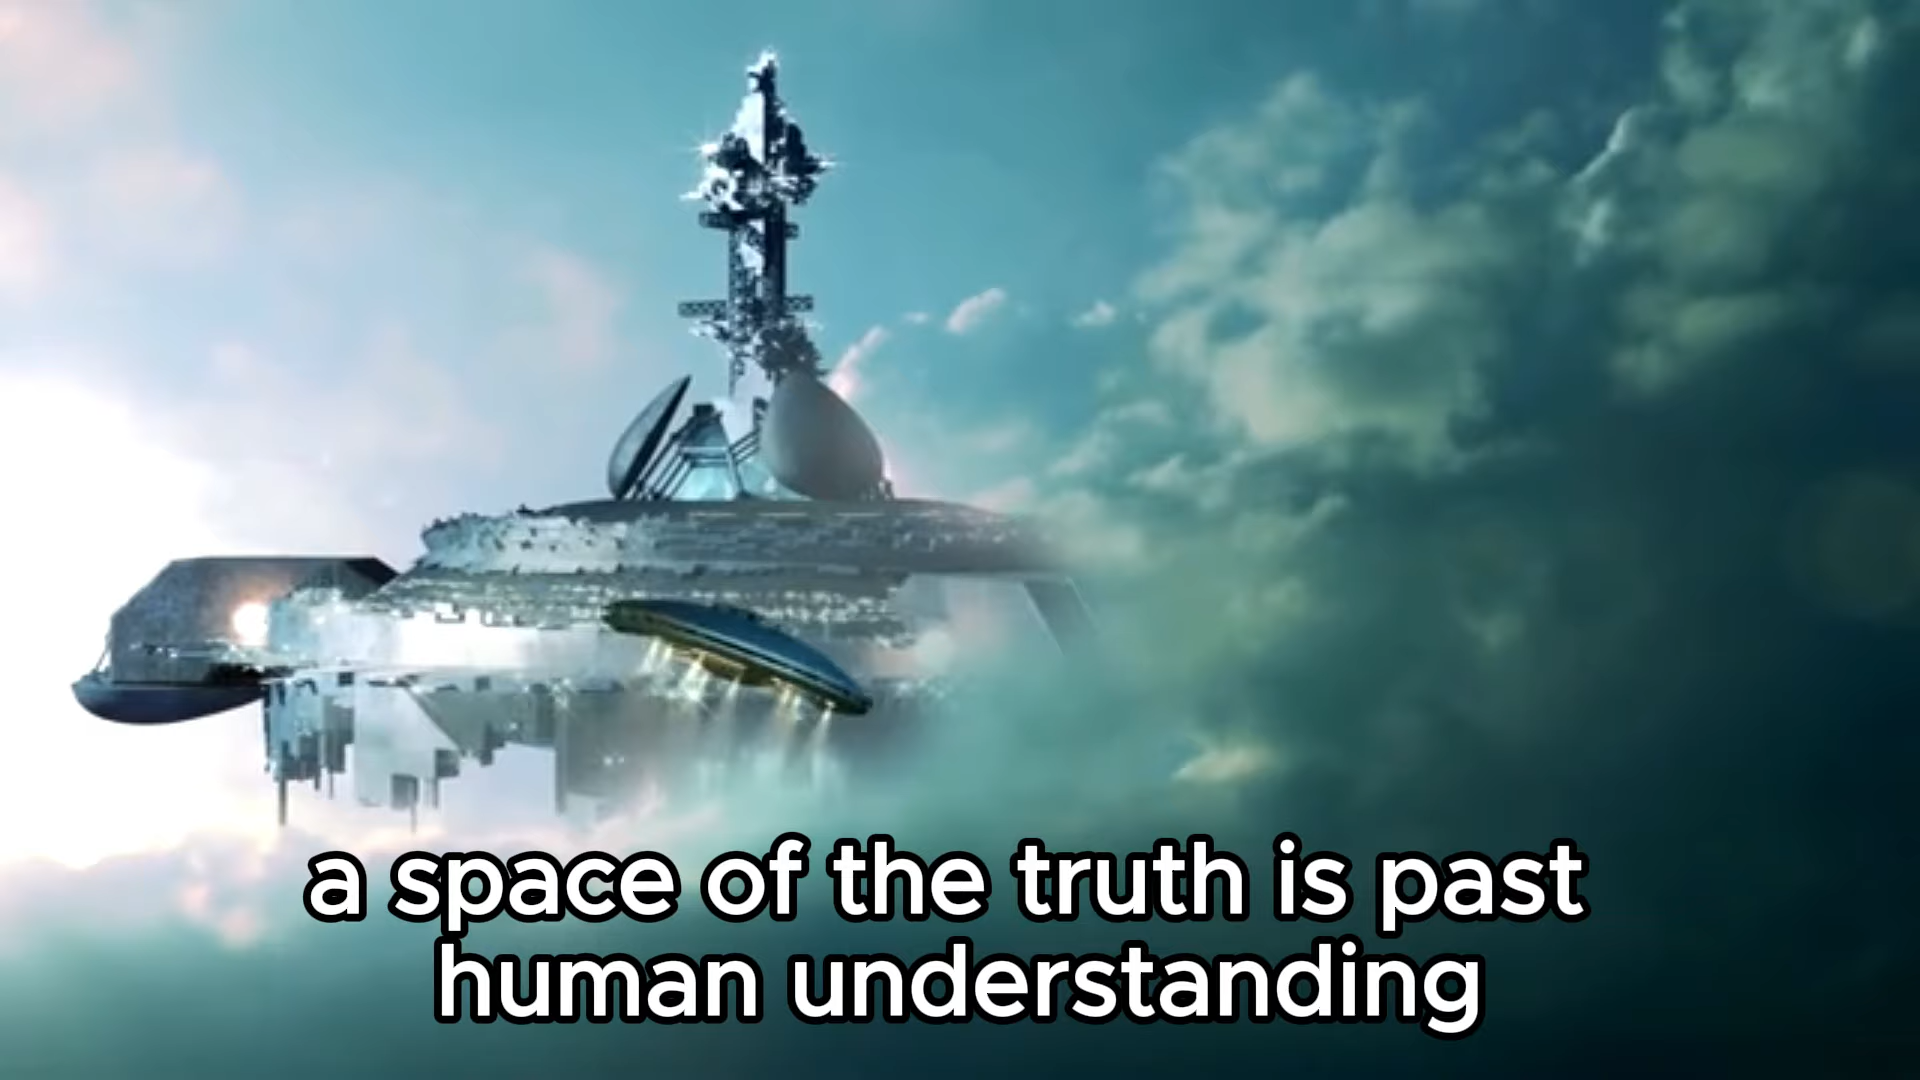 a space of the truth is past
human understanding